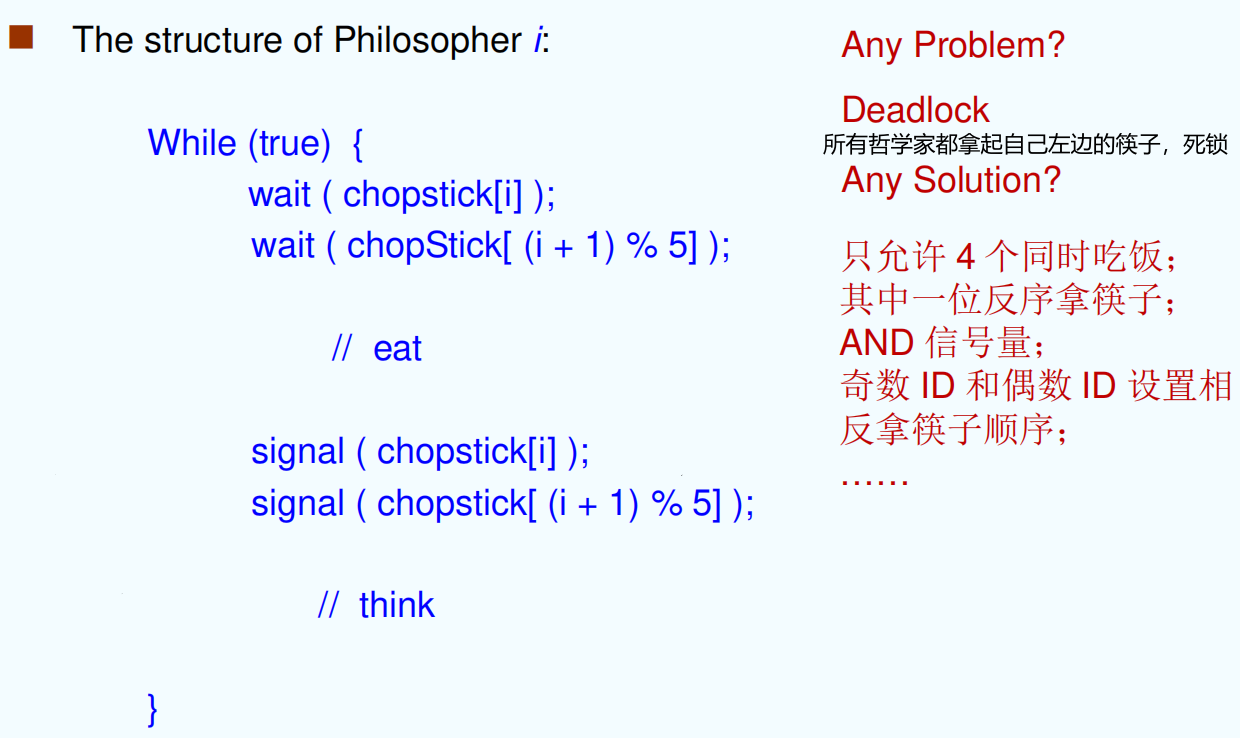 The structure of Philosopher i:
While (true) {
wait ( chopstick[i] );
wait ( chopStick[ (i + 1) % 5] );
// eat
signal ( chopstick[i] );
signal ( chopstick[ (i + 1) % 5] );
// think
}
Any Problem?
Deadlock
所有哲学家都拿起自己左边的筷子，死锁
Any Solution?
只允许 4 个同时吃饭；
其中一位反序拿筷子；
AND 信号量；
奇数 ID 和偶数 ID 设置相
反拿筷子顺序；
……